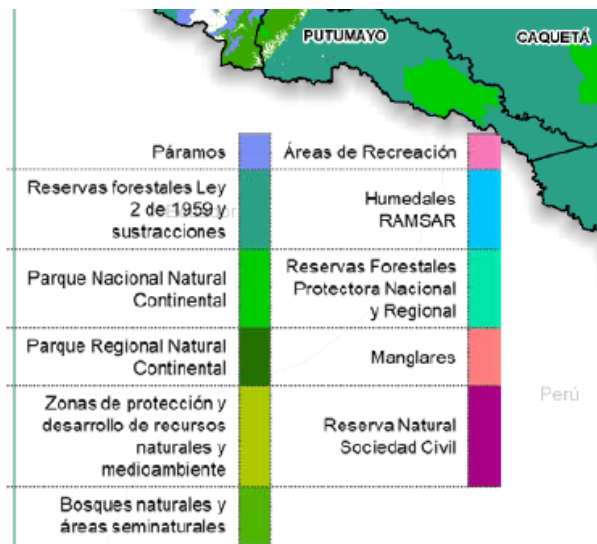 PUTUMAYO
CAQUETÁ
Páramos
Reservas forestales Ley
2 de 1959 y
sustracciones
Parque Nacional Natural
Continental
Parque Regional Natural
Continental
Zonas de protección y
desarrollo de recursos
naturales y
medioambiente
Bosques naturales y
áreas seminaturales
Áreas de Recreación
Humedales
RAMSAR
Reservas Forestales
Protectora Nacional
y Regional
Manglares
Reserva Natural
Sociedad Civil
Perú